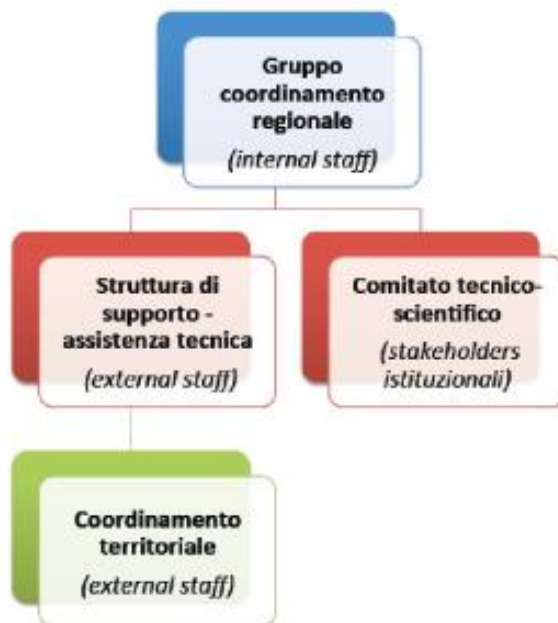 Gruppo
coordinamento
regionale
(internal staff)
Struttura di
supporto -
assistenza tecnica
(external staff)
Comitato tecnico-
scientifico
(stakeholders
istituzionali)
Coordinamento
territoriale
(external staff)